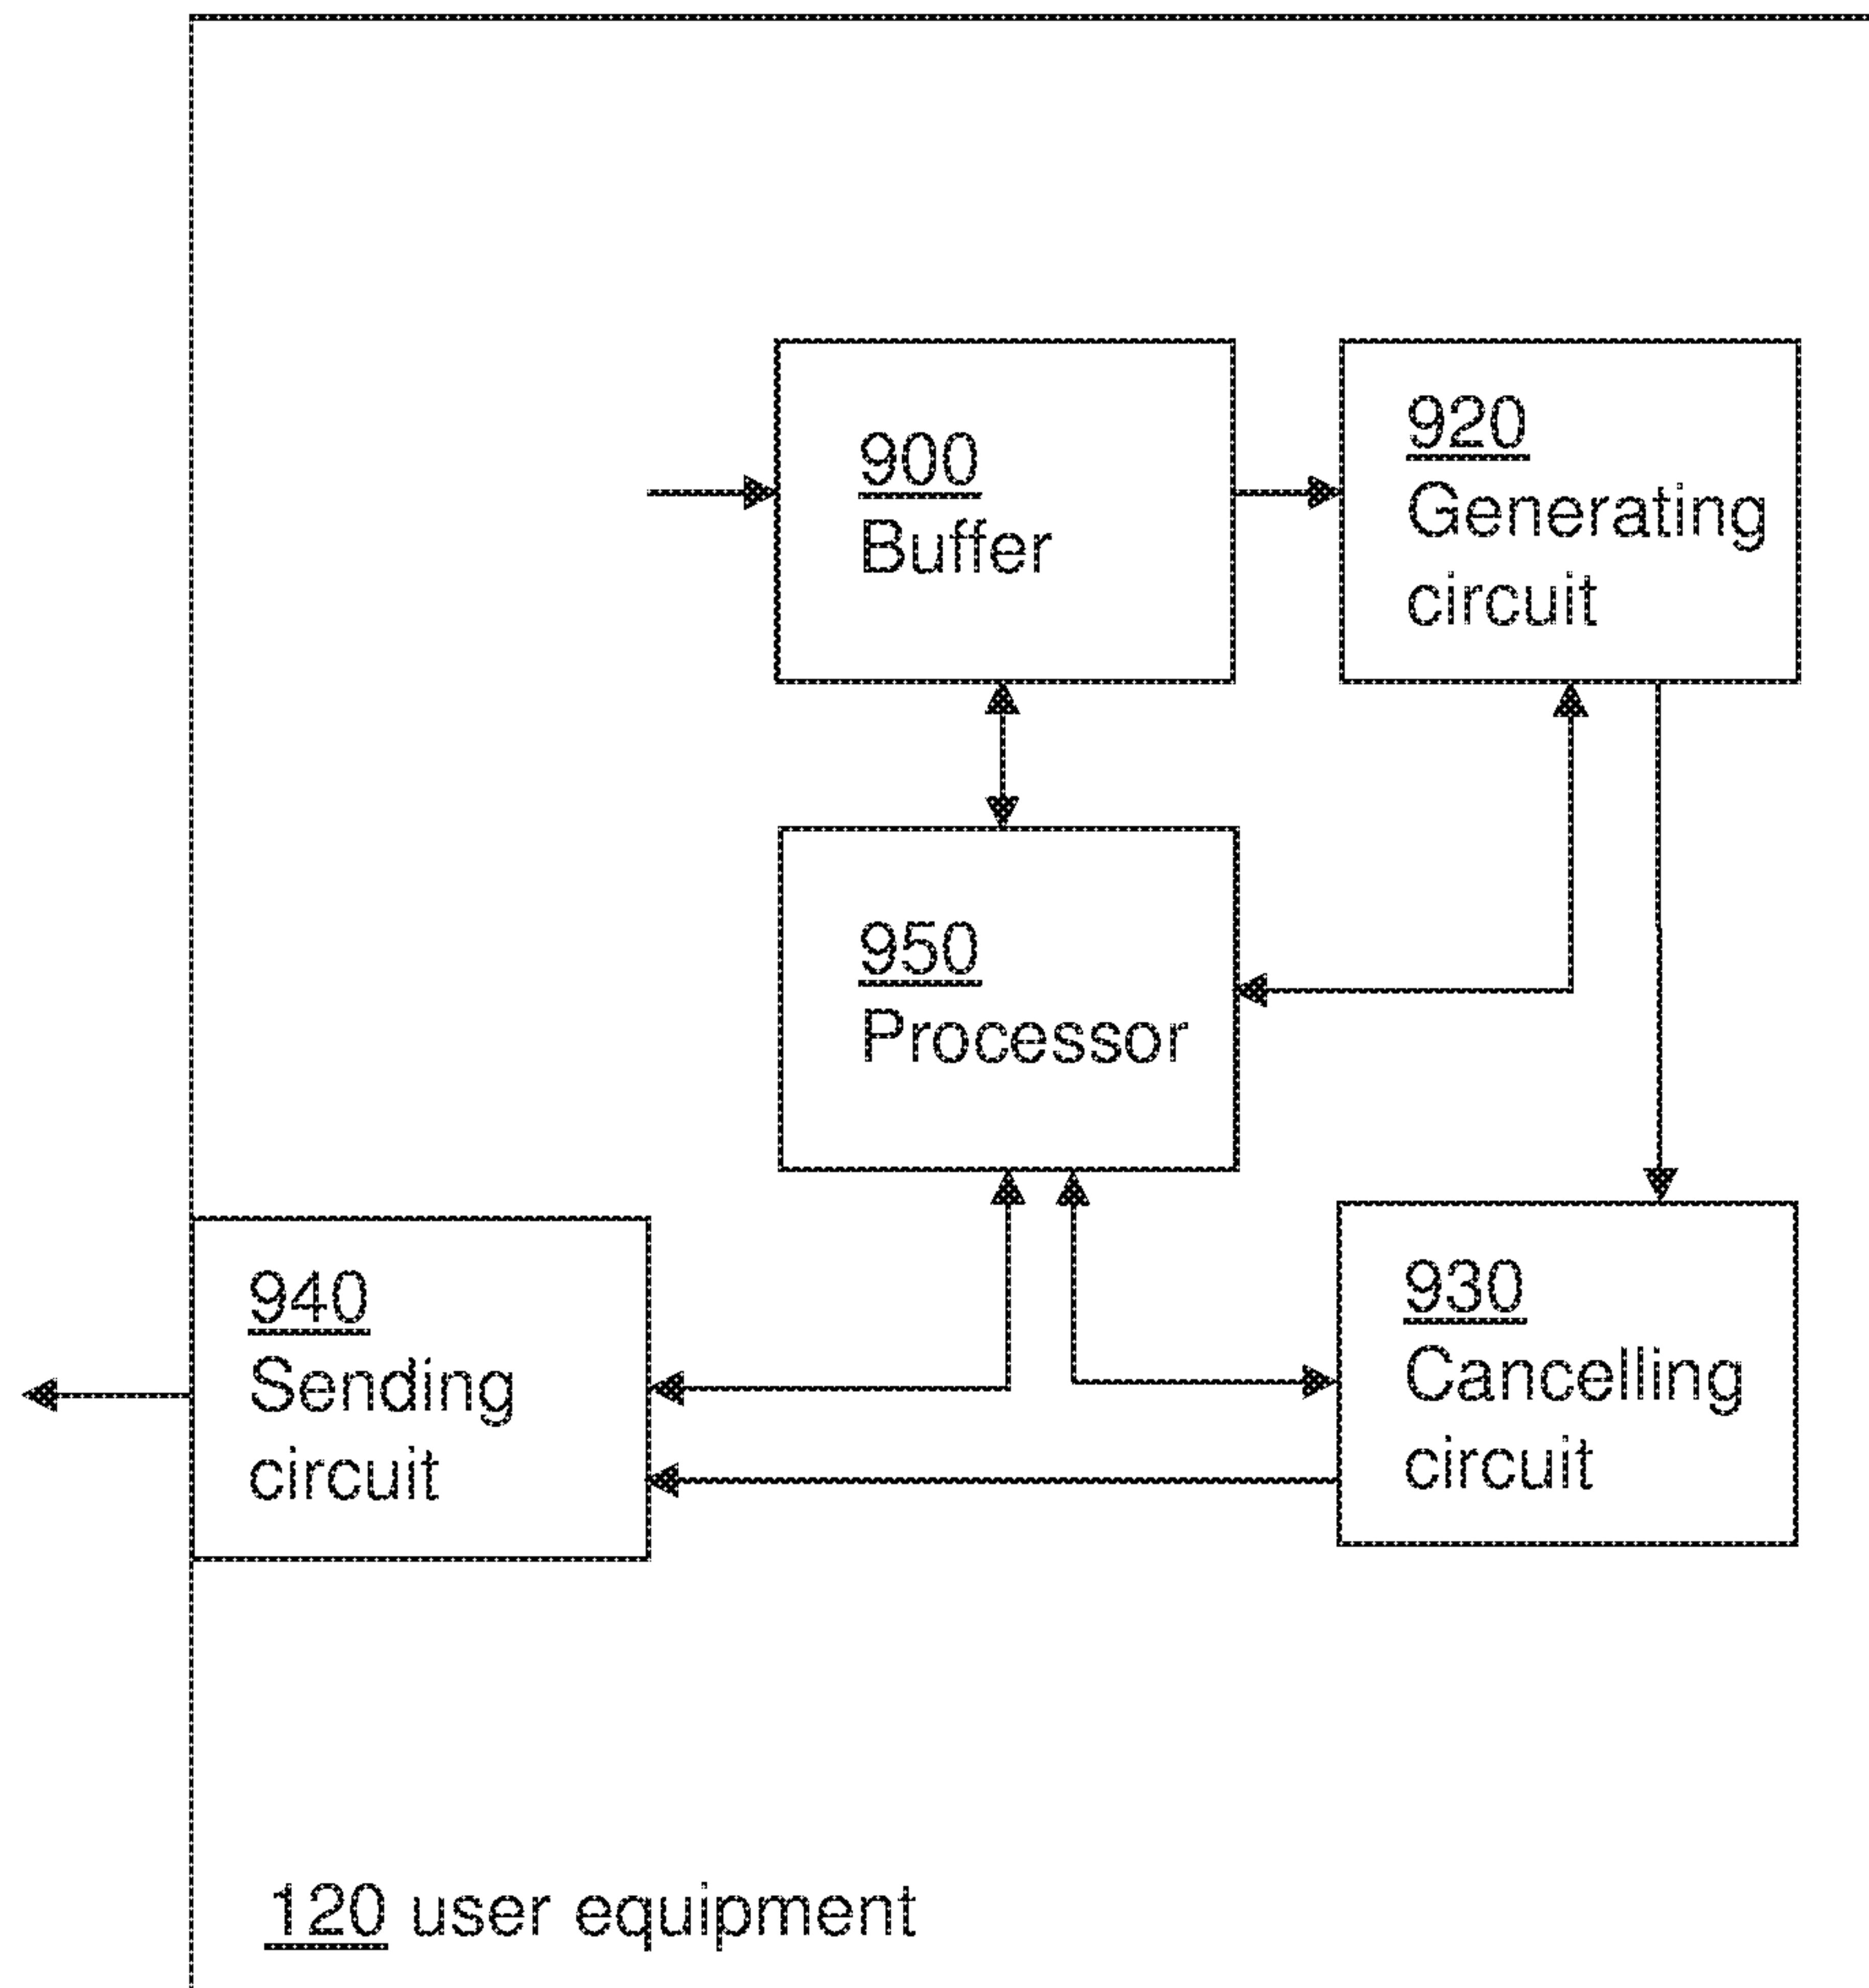 900
Buffer
920
Generating
circuit
950
Processor
940
Sending
circuit
930
Cancelling
circuit
120 user equipment